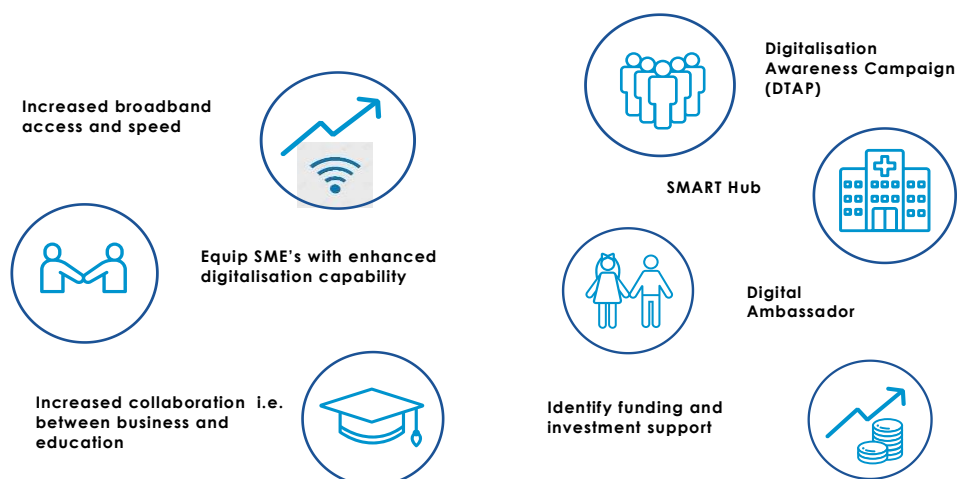 Increased broadband
access and speed
Equip SME's with enhanced
digitalisation capability
Increased collaboration i.e.
between business and
education
Digitalisation
Awareness Campaign
(DTAP)
SMART Hub
Digital
Ambassador
Identify funding and
investment support